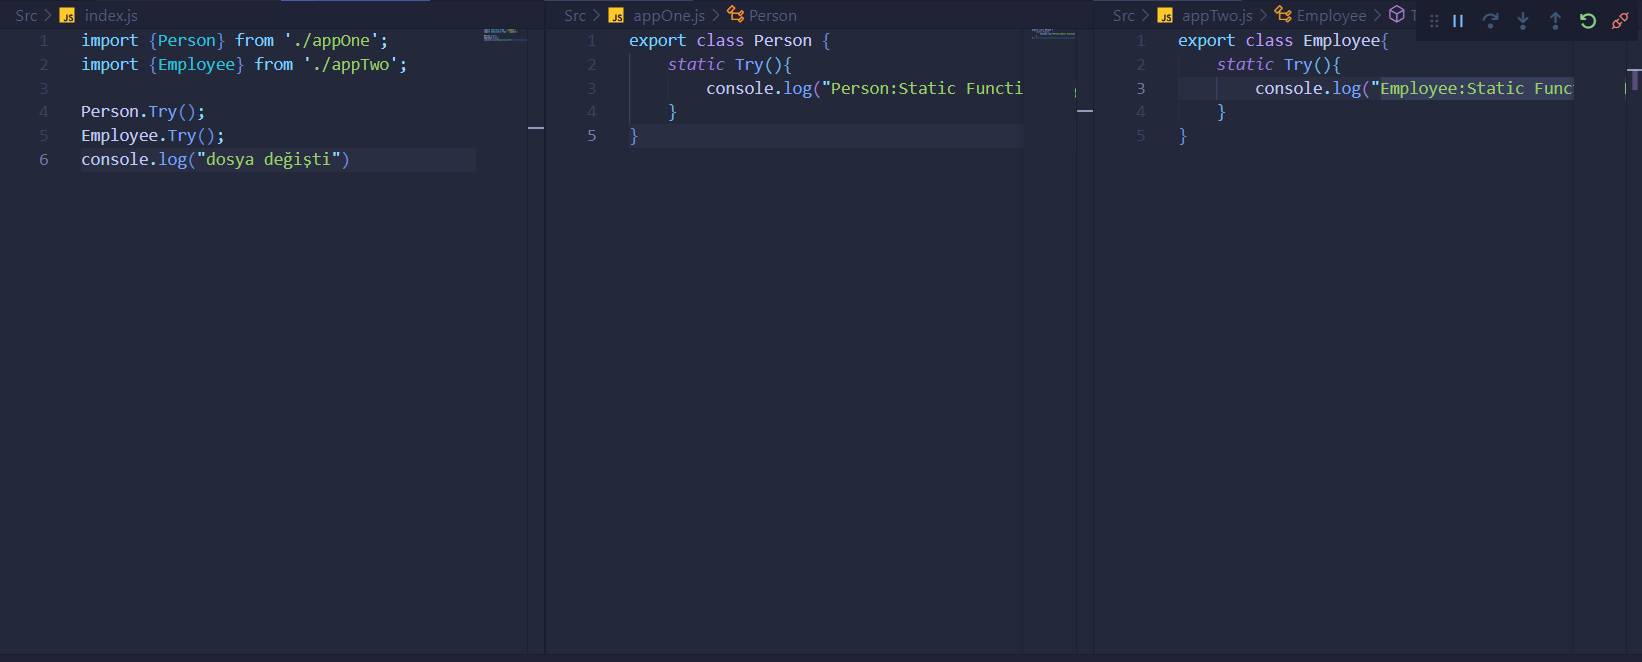 Src > JS index.js
1 import {Person} from './appOne';
2 import {Employee} from './appTwo';
3
4 Person.Try();
5 Employee.Try();
6 console.log("dosya değişti")
Src > JS appOne.js > Person
1 export class Person {
2 static Try(){
3 console.log("Person:Static Functi
4 }
5 }
Src > JS appTwo.js > Employee > T
1 export class Employee{
2 static Try(){
3 console.log("Employee:Static Func
4 }
5 }